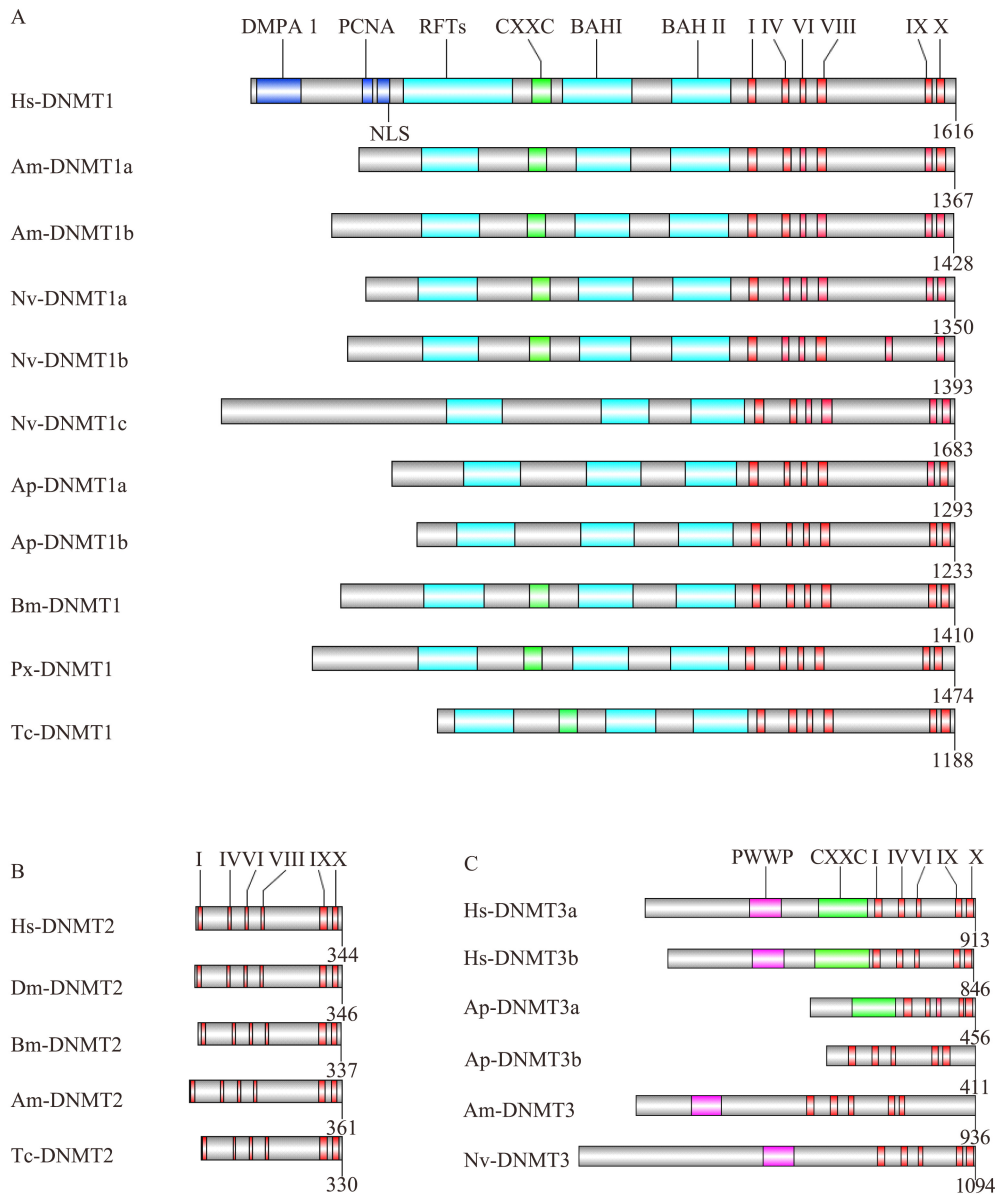 A
DMPA 1 PCNA RFTs CXXC BAHI BAH II I IV VI VIII IX X
Hs-DNMT1
NLS
1616
Am-DNMT1a
1367
Am-DNMT1b
1428
Nv-DNMT1a
1350
Nv-DNMT1b
1393
Nv-DNMT1c
1683
Ap-DNMT1a
1293
Ap-DNMT1b
1233
Bm-DNMT1
1410
Px-DNMT1
1474
Tc-DNMT1
1188
B
I IV VI VIII IX X
Hs-DNMT2
344
Dm-DNMT2
346
Bm-DNMT2
337
Am-DNMT2
361
Tc-DNMT2
330
C
PWWP CXXC I IV VI IX X
Hs-DNMT3a
913
Hs-DNMT3b
846
Ap-DNMT3a
456
Ap-DNMT3b
411
Am-DNMT3
936
Nv-DNMT3
1094